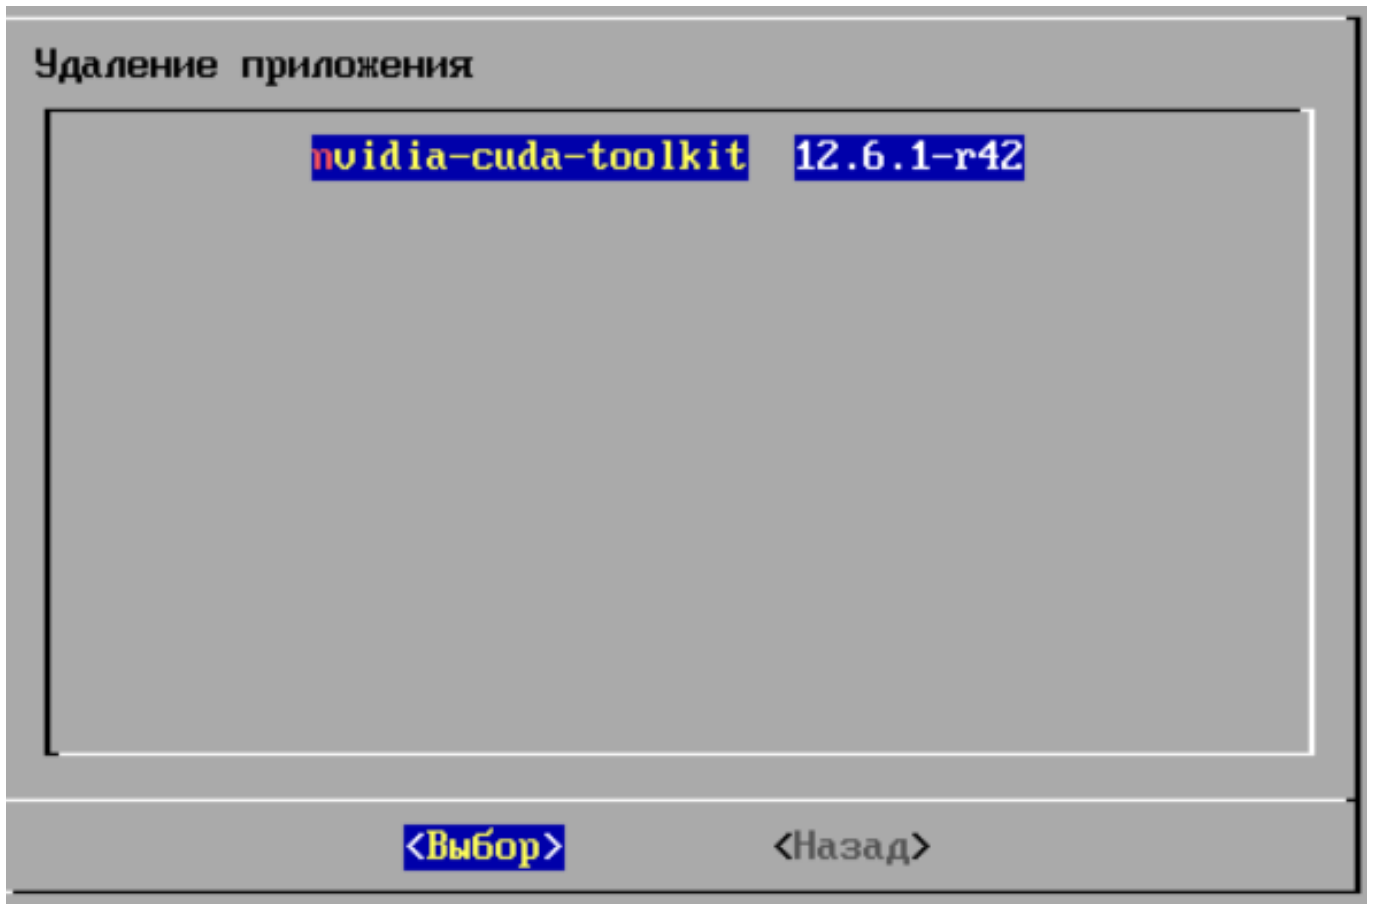 Удаление приложения
nvidia-cuda-toolkit 12.6.1-r42
<Выбор> <Назад>